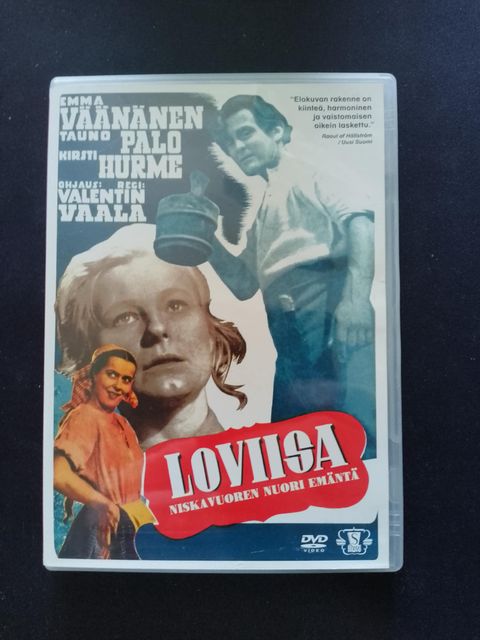 EMMA
VÄÄNÄNEN
TAUNO PALO
KIRSTI HURME
OHJAUS: REGI:
VALENTIN
VAALA
"Elokuvan rakenne on
kiinteä, harmoninen
ja vaistomaisen
oikein laskettu."
Raoul af Hällström
/ Uusi Suomi
LOVIISA
NISKAVUOREN NUORI EMÄNTÄ
DVD
VIDEO
S